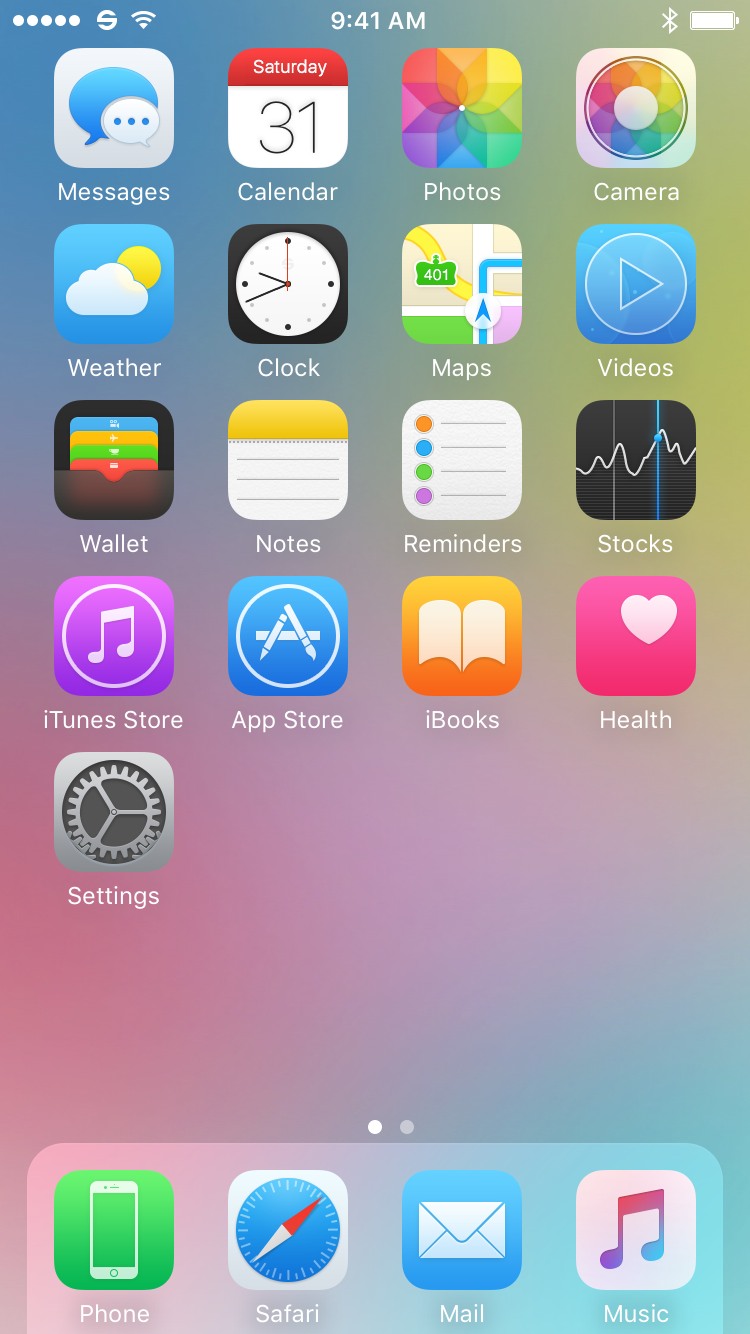 9:41 AM
Saturday
31
Messages
Calendar
Photos
Camera
401
Weather
Clock
Maps
Videos
Wallet
Notes
Reminders
Stocks
iTunes Store
App Store
iBooks
Health
Settings
Phone
Safari
Mail
Music